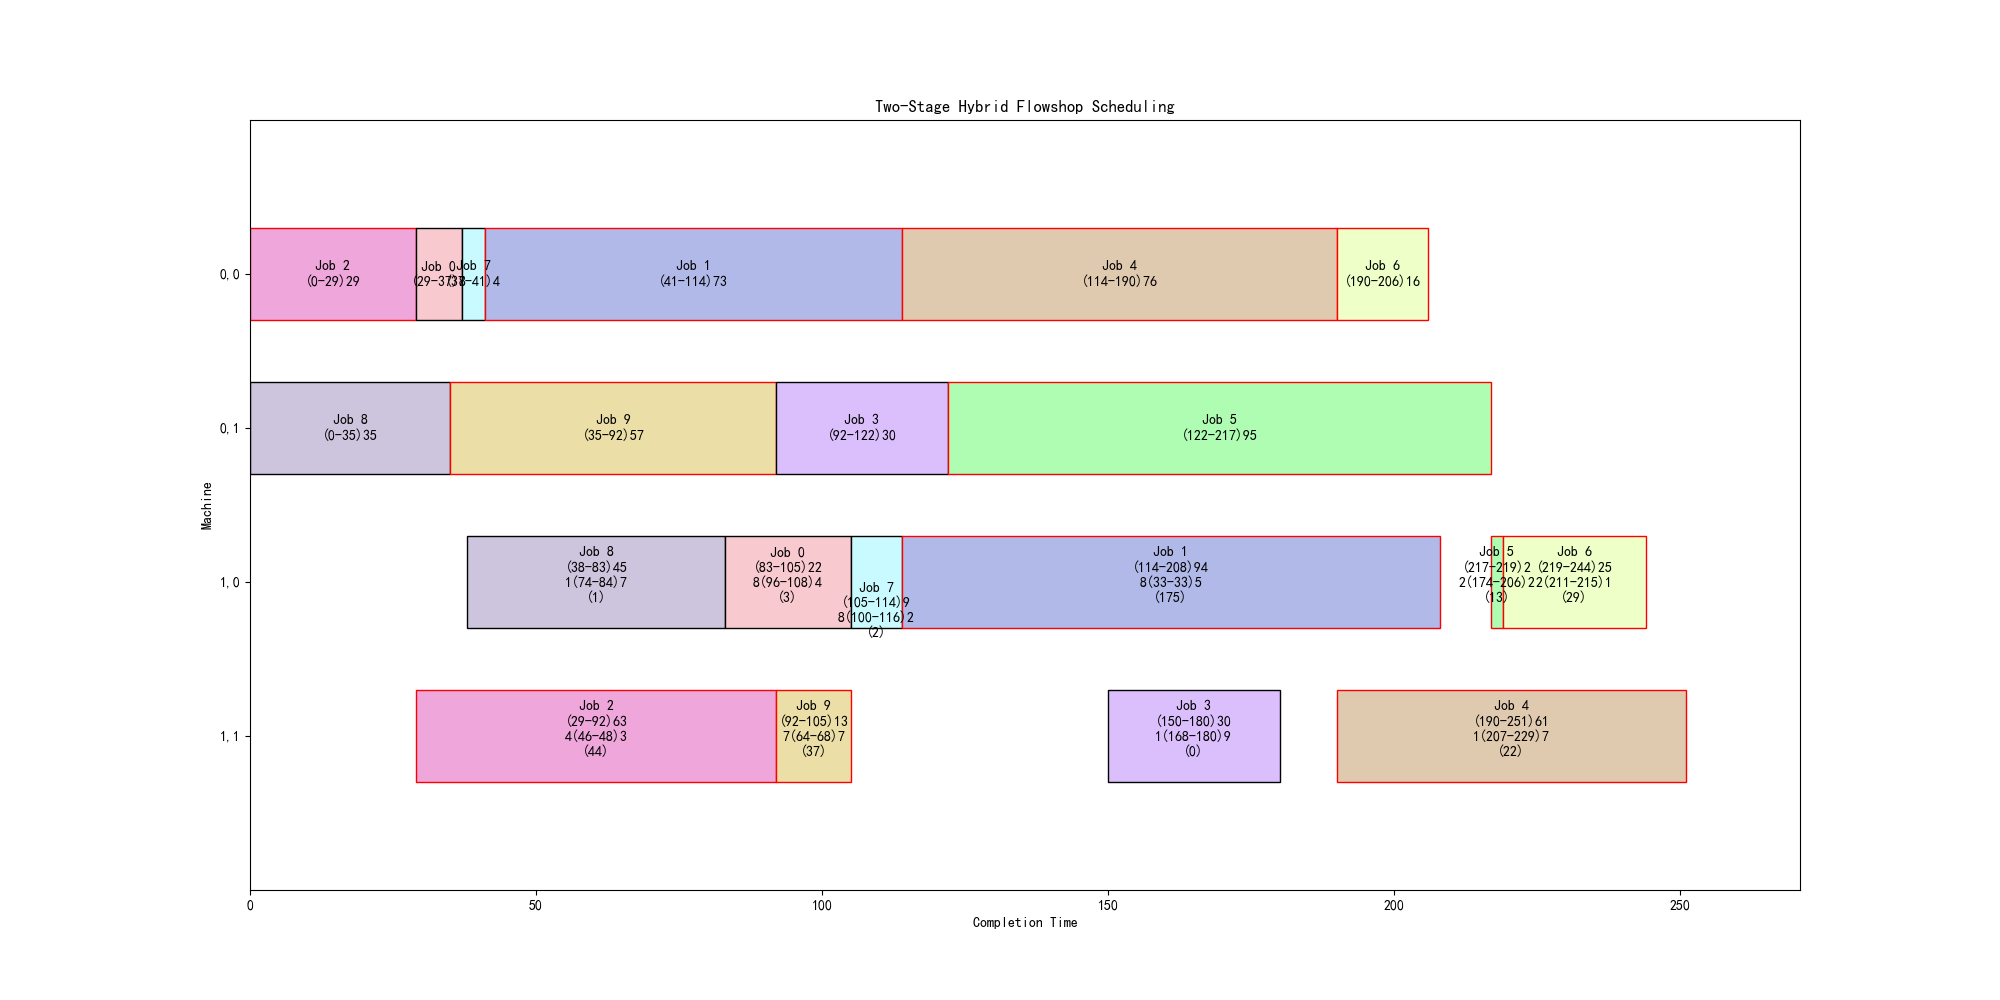 Two-Stage Hybrid Flowshop Scheduling
0,0
Job 2
(0-29)29
Job 0
(29-37)8
Job 7
(37-41)4
Job 1
(41-114)73
Job 4
(114-190)76
Job 6
(190-206)16
0,1
Job 8
(0-35)35
Job 9
(35-92)57
Job 3
(92-122)30
Job 5
(122-217)95
Machine
1,0
Job 8
(38-83)45
1(74-84)7
(1)
Job 0
(83-105)22
8(96-108)4
(3)
Job 7
(105-114)9
8(100-116)2
(2)
Job 1
(114-208)94
8(33-33)5
(175)
Job 5
(217-219)2
2(174-206)2
(13)
Job 6
(219-244)25
2(211-215)1
(29)
1,1
Job 2
(29-92)63
4(46-48)3
(44)
Job 9
(92-105)13
7(64-68)7
(37)
Job 3
(150-180)30
1(168-180)9
(0)
Job 4
(190-251)61
1(207-229)7
(22)
0
50
100
150
200
250
Completion Time